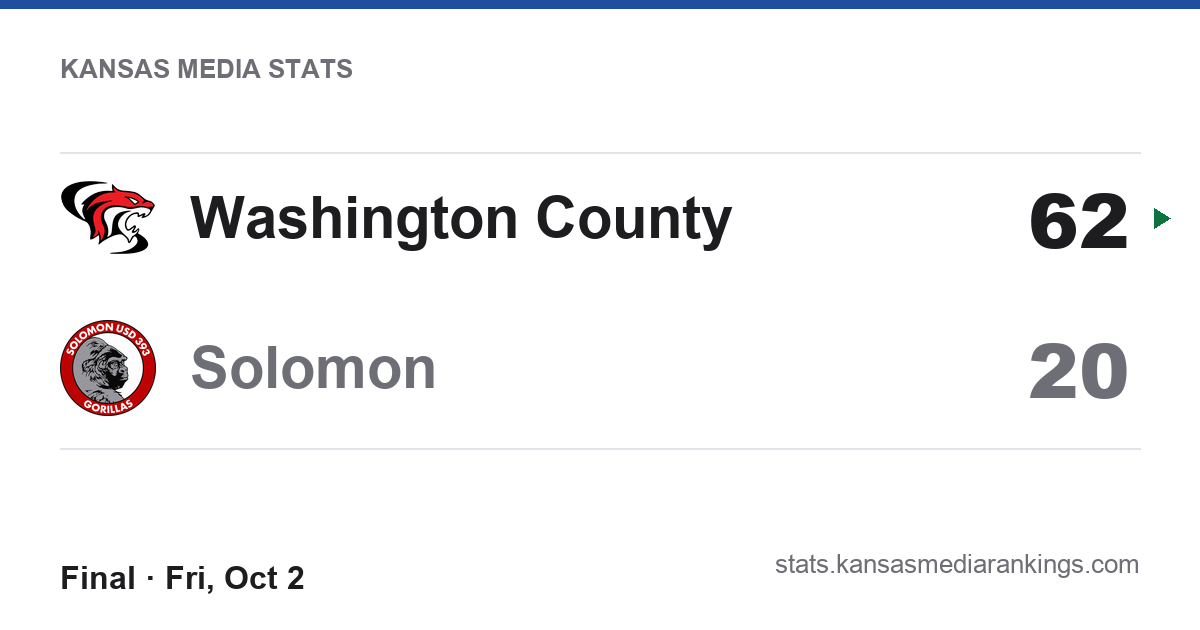 KANSAS MEDIA STATS
Washington County 62
SOLOMON USD 393
GORILLAS
Solomon 20
Final · Fri, Oct 2
stats.kansasmediarankings.com